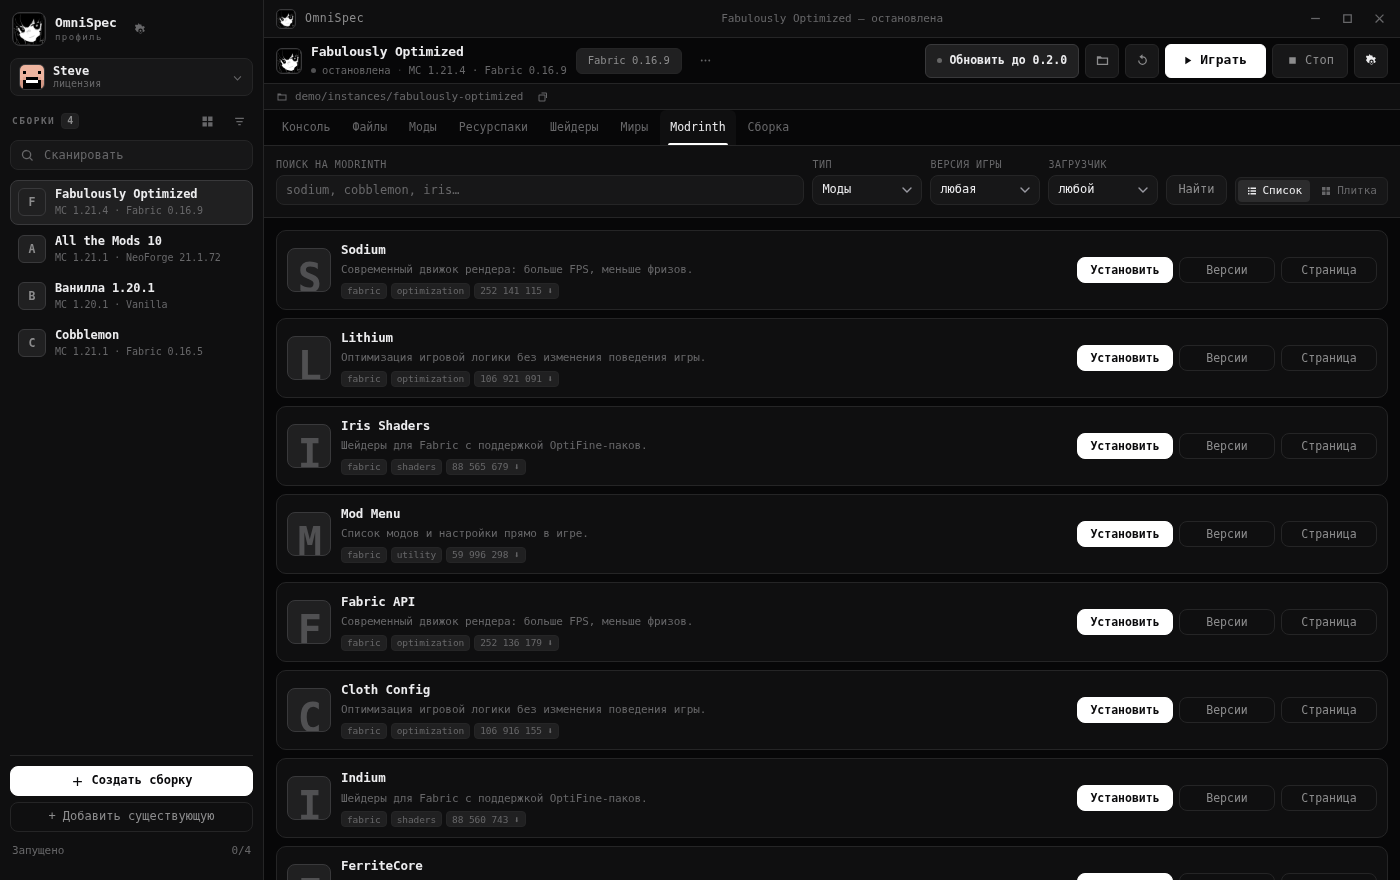 OmniSpec
профиль
Steve
лицензия
СБОРКИ 4
Сканировать
F
Fabulously Optimized
MC 1.21.4 · Fabric 0.16.9
A
All the Mods 10
MC 1.21.1 · NeoForge 21.1.72
В
Ванилла 1.20.1
MC 1.20.1 · Vanilla
C
Cobblemon
MC 1.21.1 · Fabric 0.16.5
+ Создать сборку
+ Добавить существующую
Запущено 0/4
OmniSpec
Fabulously Optimized — остановлена
Fabulously Optimized
остановлена · MC 1.21.4 · Fabric 0.16.9
Fabric 0.16.9
Обновить до 0.2.0
Играть
Стоп
demo/instances/fabulously-optimized
Консоль Файлы Моды Ресурспаки Шейдеры Миры Modrinth Сборка
ПОИСК НА MODRINTH ТИП ВЕРСИЯ ИГРЫ ЗАГРУЗЧИК
sodium, cobblemon, iris… Моды любая любой Найти Список Плитка
S
Sodium
Современный движок рендера: больше FPS, меньше фризов.
fabric optimization 252 141 115 ⬇
Установить Версии Страница
L
Lithium
Оптимизация игровой логики без изменения поведения игры.
fabric optimization 106 921 091 ⬇
Установить Версии Страница
I
Iris Shaders
Шейдеры для Fabric с поддержкой OptiFine-паков.
fabric shaders 88 565 679 ⬇
Установить Версии Страница
M
Mod Menu
Список модов и настройки прямо в игре.
fabric utility 59 996 298 ⬇
Установить Версии Страница
F
Fabric API
Современный движок рендера: больше FPS, меньше фризов.
fabric optimization 252 136 179 ⬇
Установить Версии Страница
C
Cloth Config
Оптимизация игровой логики без изменения поведения игры.
fabric optimization 106 916 155 ⬇
Установить Версии Страница
I
Indium
Шейдеры для Fabric с поддержкой OptiFine-паков.
fabric shaders 88 560 743 ⬇
Установить Версии Страница
FerriteCore